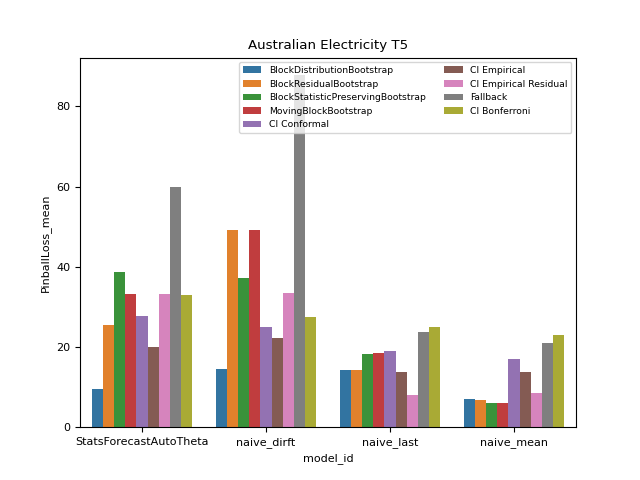 Australian Electricity T5
BlockDistributionBootstrap
BlockResidualBootstrap
BlockStatisticPreservingBootstrap
MovingBlockBootstrap
CI Conformal
CI Empirical
CI Empirical Residual
Fallback
CI Bonferroni
PinballLoss_mean
80
60
40
20
0
StatsForecastAutoTheta
naive_dirft
naive_last
naive_mean
model_id